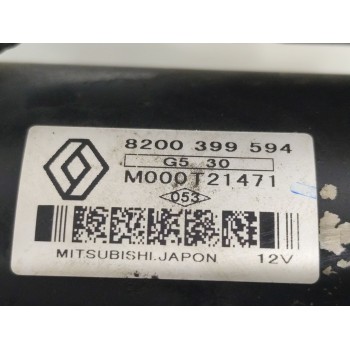 8200 399 594
G5 30
M000T21471
053
MITSUBISHI.JAPON 12V